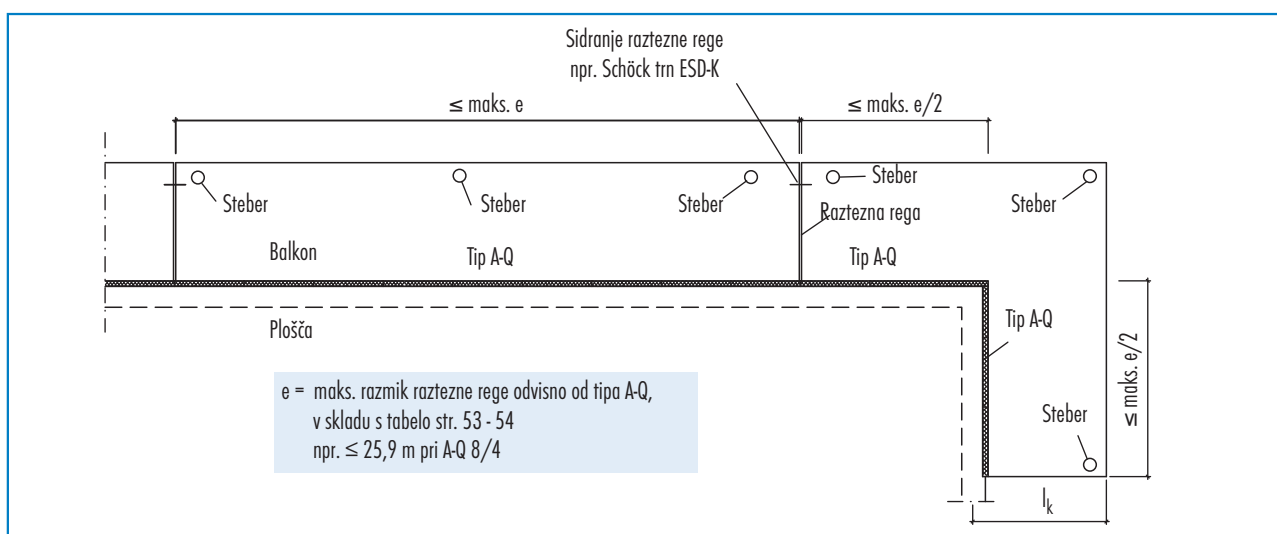 Sidranje raztezne rege
npr. Schöck trn ESD-K
≤ maks. e
≤ maks. e/2
Steber
Steber
Steber
Steber
Steber
Raztezna rega
Balkon
Tip A-Q
Tip A-Q
Plošča
Tip A-Q
≤ maks. e/2
e = maks. razmik raztezne rege odvisno od tipa A-Q,
v skladu s tabelo str. 53 - 54
npr. ≤ 25,9 m pri A-Q 8/4
Steber
lk